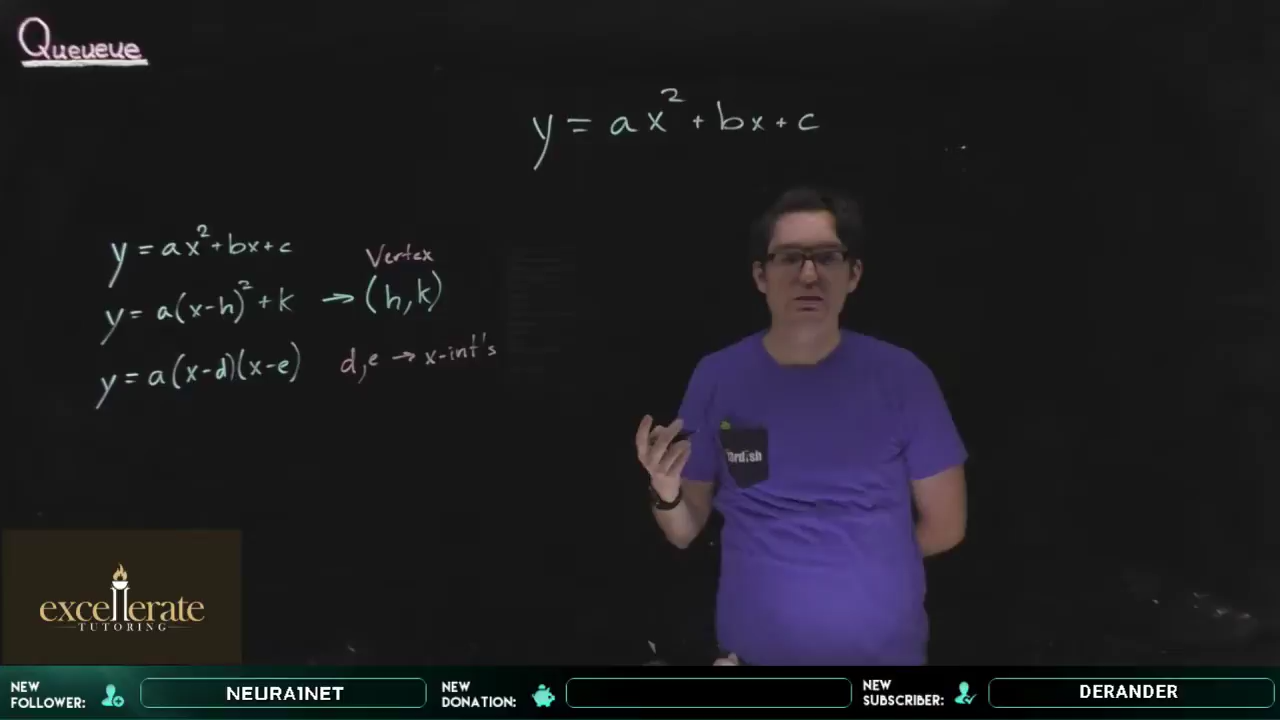 Queueue
y = ax² + bx + c
y = ax² + bx + c
Vertex
y = a(x-h)² + k → (h,k)
y = a(x-d)(x-e) d,e → x-int's
excellerate
TUTORING
NEW FOLLOWER: NEURA1NET
NEW DONATION:
NEW SUBSCRIBER: DERANDER